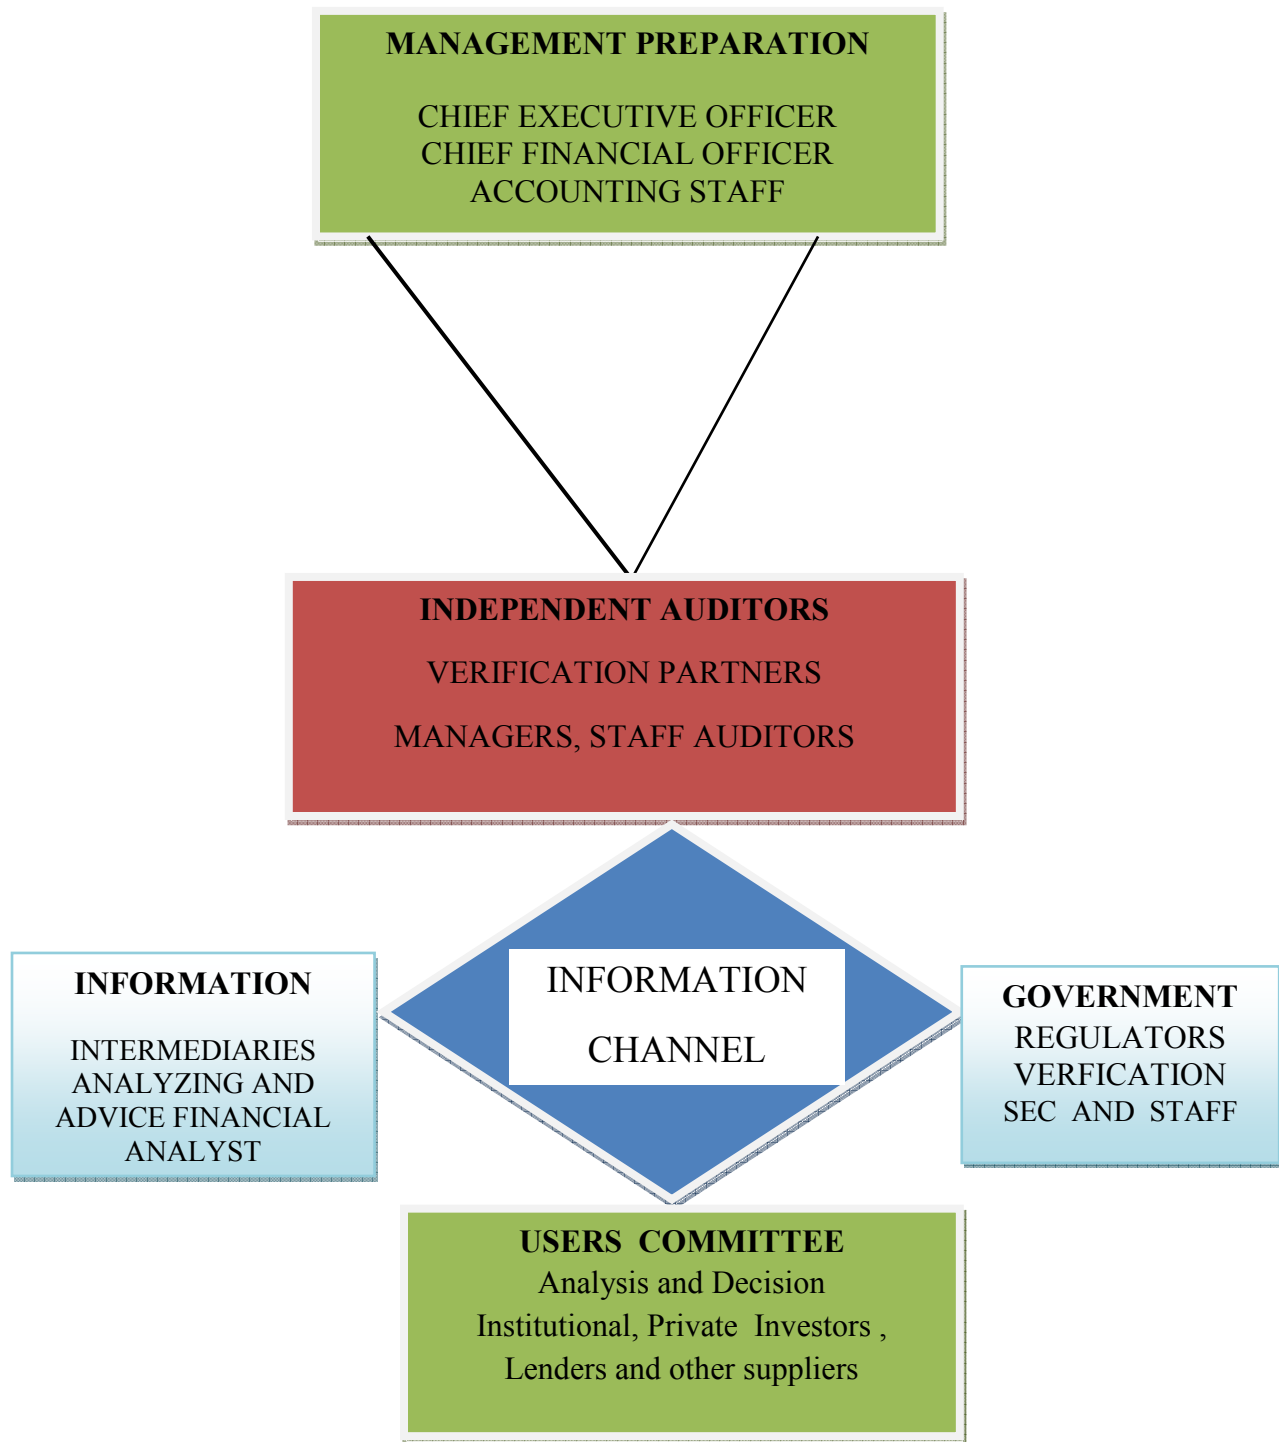 MANAGEMENT PREPARATION
CHIEF EXECUTIVE OFFICER
CHIEF FINANCIAL OFFICER
ACCOUNTING STAFF
INDEPENDENT AUDITORS
VERIFICATION PARTNERS
MANAGERS, STAFF AUDITORS
INFORMATION
CHANNEL
INFORMATION
INTERMEDIARIES
ANALYZING AND
ADVICE FINANCIAL
ANALYST
GOVERNMENT
REGULATORS
VERFICATION
SEC AND STAFF
USERS COMMITTEE
Analysis and Decision
Institutional, Private Investors ,
Lenders and other suppliers